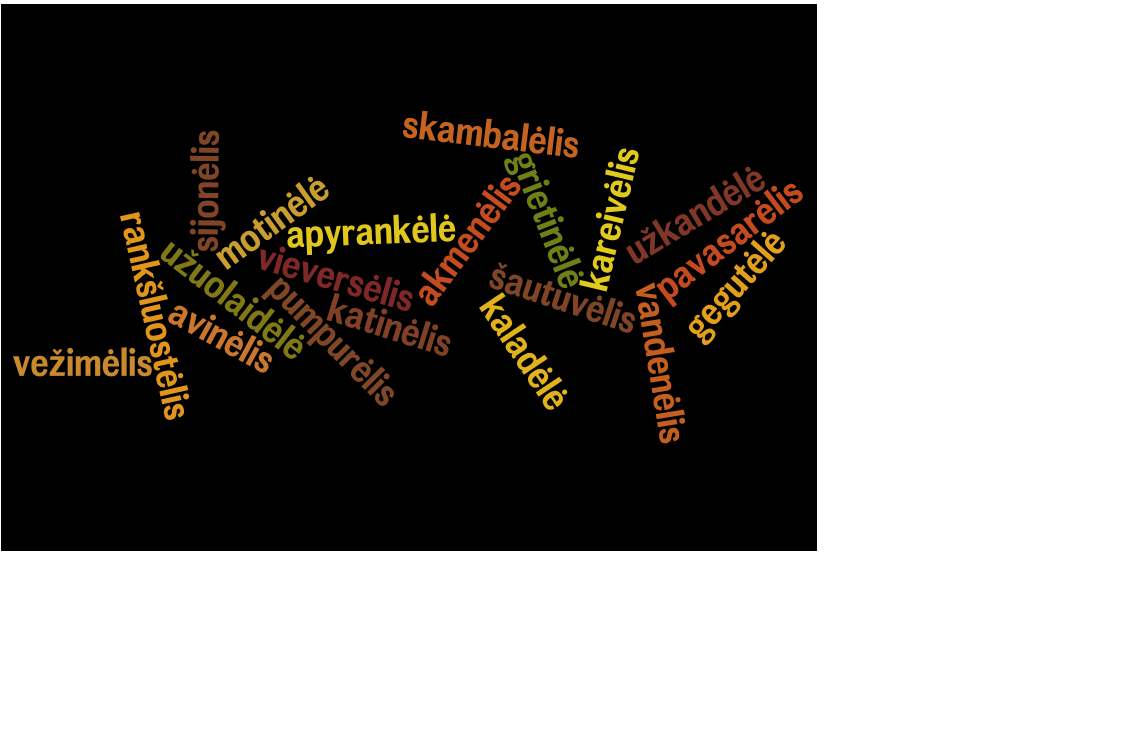 skambalėlis
sijonėlis
grietinėlė
kareivėlis
motinėlė
akmenėlis
užkandėlė
pavasarėlis
rankšluostėlis
apyrankėlė
gegutėlė
užuolaidėlė
vieversėlis
šautuvėlis
pumpurėlis
katinėlis
avinėlis
kaladėlė
vandenėlis
vežimėlis